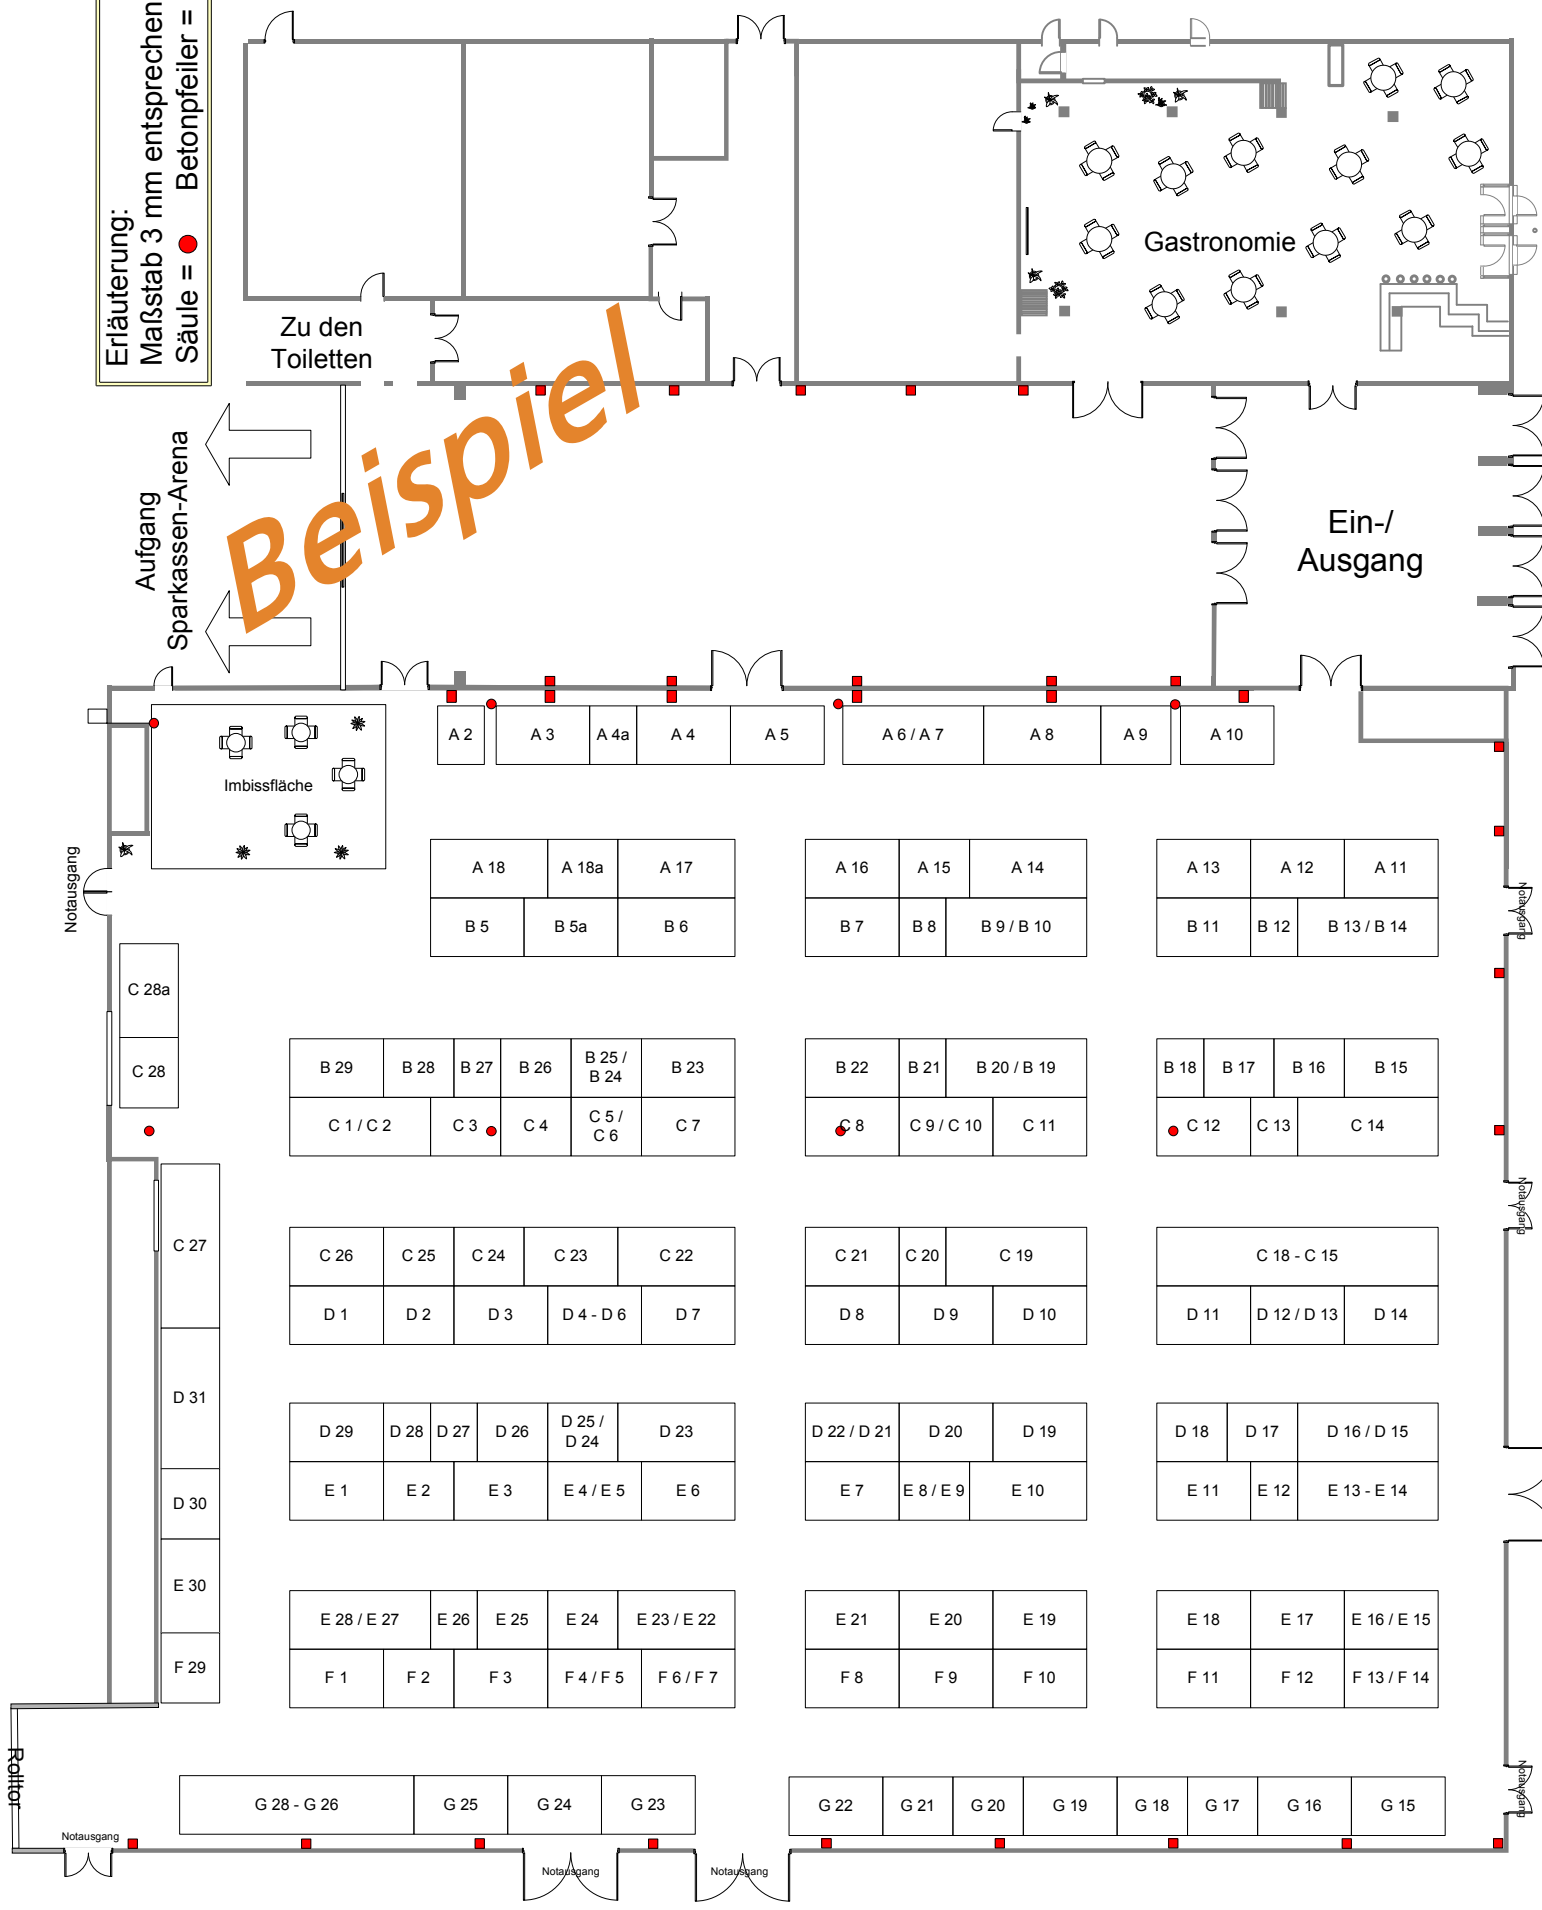 Erläuterung:
Maßstab 3 mm entsprechen
Säule = Betonpfeiler =
Gastronomie
Zu den
Toiletten
Beispiel
Aufgang
Sparkassen-Arena
Ein-/
Ausgang
A 2 A 3 A 4a A 4 A 5 A 6 / A 7 A 8 A 9 A 10
Imbissfläche
Notausgang
A 18 A 18a A 17 A 16 A 15 A 14 A 13 A 12 A 11
B 5 B 5a B 6 B 7 B 8 B 9 / B 10 B 11 B 12 B 13 / B 14
Notausgang
C 28a
C 28
B 29 B 28 B 27 B 26 B 25 / B 23 B 22 B 21 B 20 / B 19 B 18 B 17 B 16 B 15
B 24
C 1 / C 2 C 3 C 4 C 5 / C 7 C 8 C 9 / C 10 C 11 C 12 C 13 C 14
C 6
Notausgang
C 27
C 26 C 25 C 24 C 23 C 22 C 21 C 20 C 19 C 18 - C 15
D 1 D 2 D 3 D 4 - D 6 D 7 D 8 D 9 D 10 D 11 D 12 / D 13 D 14
D 31
D 29 D 28 D 27 D 26 D 25 / D 23 D 22 / D 21 D 20 D 19 D 18 D 17 D 16 / D 15
D 24
D 30
E 1 E 2 E 3 E 4 / E 5 E 6 E 7 E 8 / E 9 E 10 E 11 E 12 E 13 - E 14
E 30
E 28 / E 27 E 26 E 25 E 24 E 23 / E 22 E 21 E 20 E 19 E 18 E 17 E 16 / E 15
F 29
F 1 F 2 F 3 F 4 / F 5 F 6 / F 7 F 8 F 9 F 10 F 11 F 12 F 13 / F 14
Rolltor
Notausgang
G 28 - G 26 G 25 G 24 G 23 G 22 G 21 G 20 G 19 G 18 G 17 G 16 G 15
Notausgang
Notausgang Notausgang